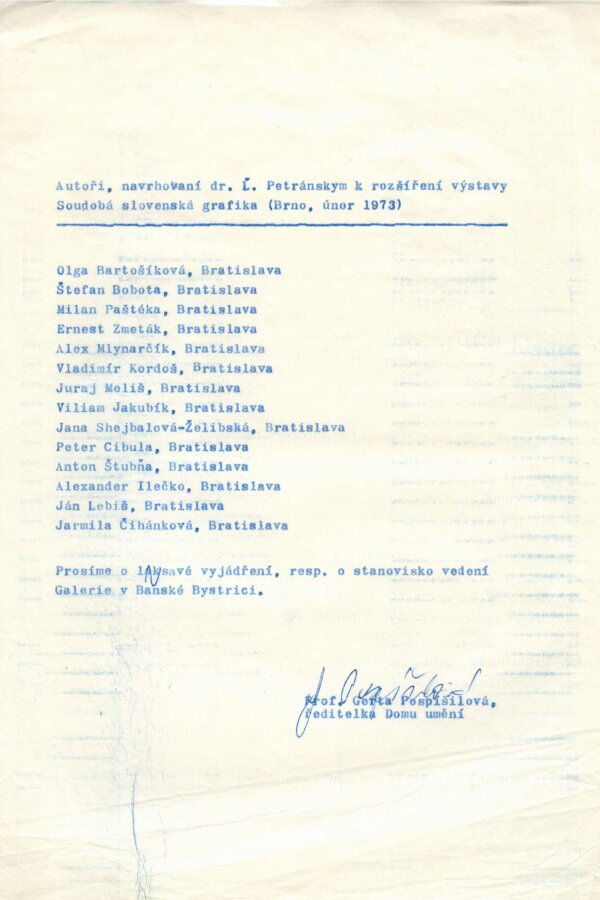 Autoři, navrhovaní dr. Ľ. Petránskym k rozšíření výstavy
Soudobá slovenská grafika (Brno, únor 1973)
Olga Bartošíková, Bratislava
Štefan Bobota, Bratislava
Milan Paštéka, Bratislava
Ernest Zmeták, Bratislava
Alex Mlynarčík, Bratislava
Vladimír Kordoš, Bratislava
Juraj Meliš, Bratislava
Viliam Jakubík, Bratislava
Jana Shejbalová-Želibská, Bratislava
Peter Cibula, Bratislava
Anton Štubňa, Bratislava
Alexander Ilečko, Bratislava
Ján Lebiš, Bratislava
Jarmila Čihánková, Bratislava
Prosíme o laskavé vyjádření, resp. o stanovisko vedení
Galerie v Banské Bystrici.
Prof. Gerta Pospíšilová,
ředitelka Domu umění